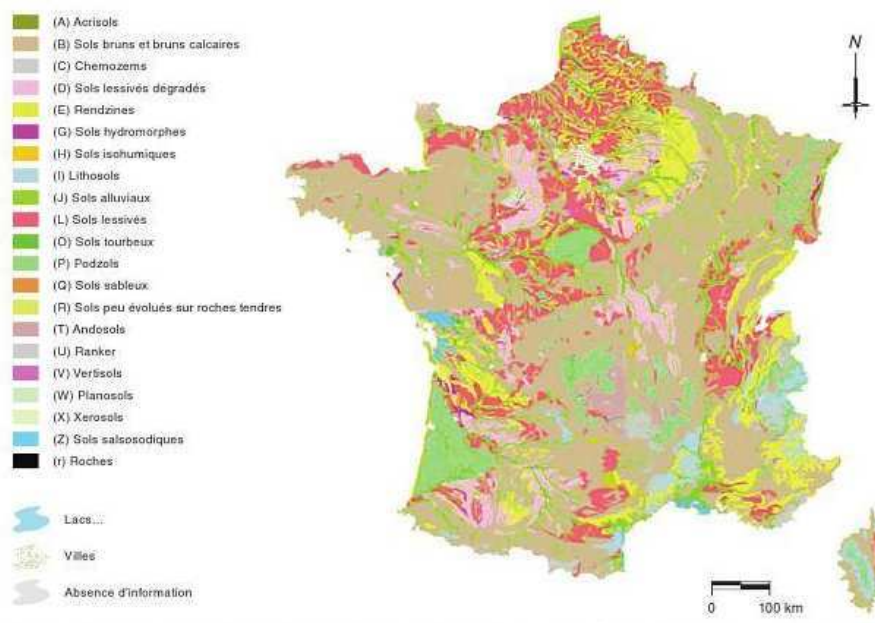 (A) Acrisols
(B) Sols bruns et bruns calcaires
(C) Chemozems
(D) Sols lessivés dégradés
(E) Rendzines
(G) Sols hydromorphes
(H) Sols isohumiques
(I) Lithosols
(J) Sols alluviaux
(L) Sols lessivés
(O) Sols tourbeux
(P) Podzols
(Q) Sols sableux
(R) Sols peu évolués sur roches tendres
(T) Andosols
(U) Ranker
(V) Vertisols
(W) Planosols
(X) Xerosols
(Z) Sols salsosodiques
(r) Roches
Lacs...
Villes
Absence d'information
N
0 100 km